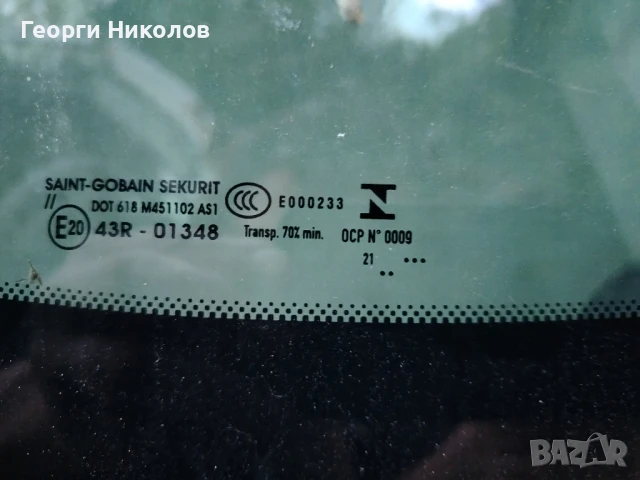 Георги Николов
SAINT-GOBAIN SEKURIT
// DOT 618 M451102 AS1
E20 43R - 01348
CCC E000233
Transp. 70% min.
N
OCP N° 0009
21
BAZAR